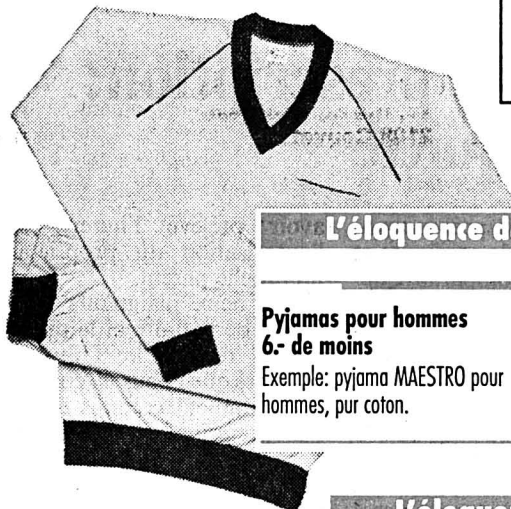 L'éloquence d
Pyjamas pour hommes
6.- de moins
Exemple: pyjama MAESTRO pour
hommes, pur coton.